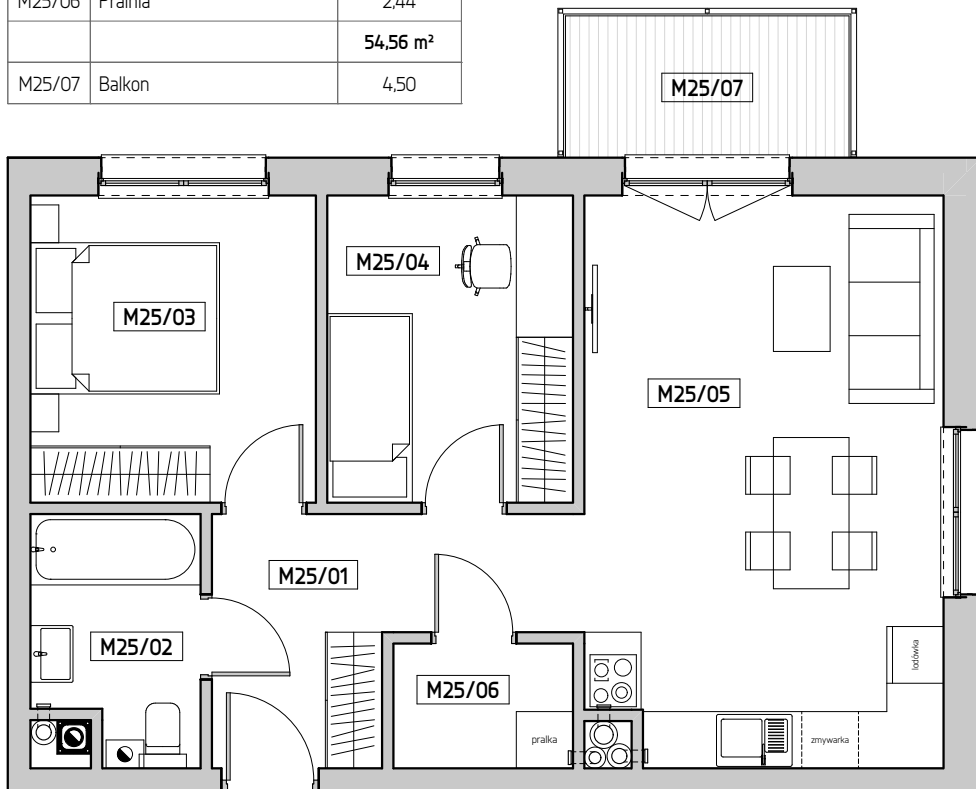 M25/06 Pralnia 2,44
54,56 m²
M25/07 Balkon 4,50
M25/07
M25/04
M25/03
M25/05
M25/01
M25/02
M25/06
lodówka
pralka
zmywarka